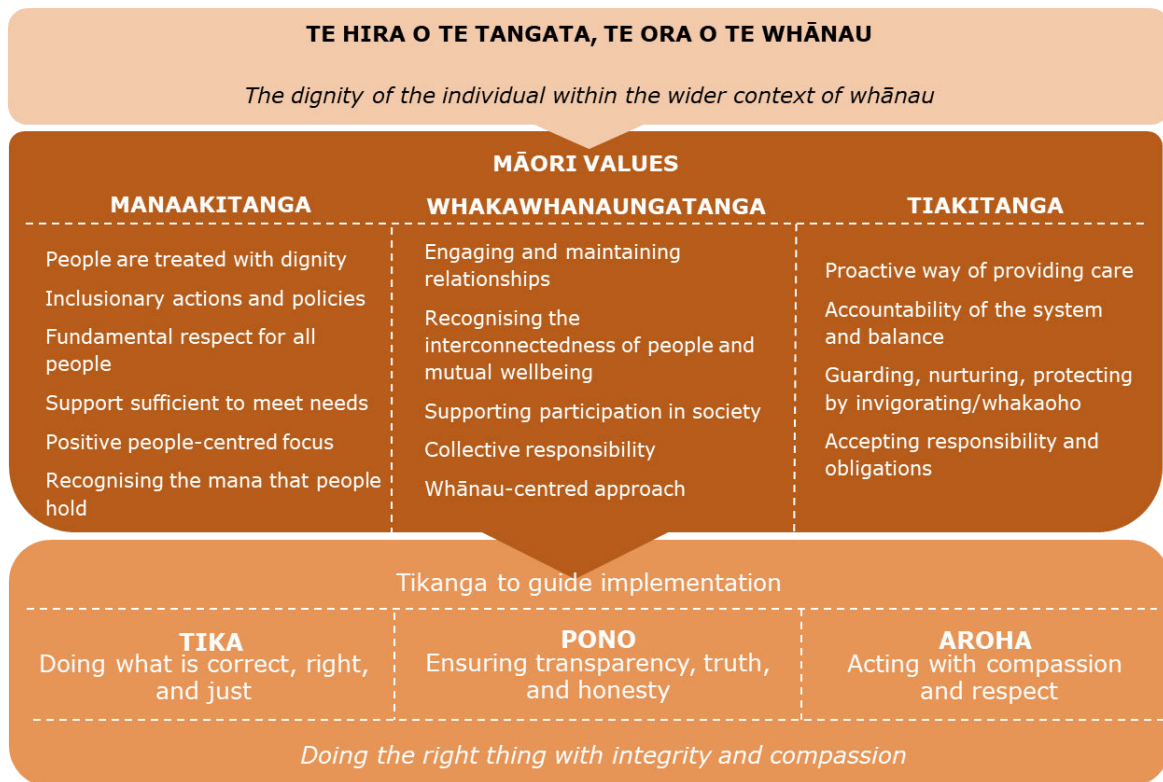 TE HIRA O TE TANGATA, TE ORA O TE WHĀNAU
The dignity of the individual within the wider context of whānau
MĀORI VALUES
MANAAKITANGA
People are treated with dignity
Inclusionary actions and policies
Fundamental respect for all
people
Support sufficient to meet needs
Positive people-centred focus
Recognising the mana that people
hold
WHAKAWHANAUNGATANGA
Engaging and maintaining
relationships
Recognising the
interconnectedness of people and
mutual wellbeing
Supporting participation in society
Collective responsibility
Whānau-centred approach
TIAKITANGA
Proactive way of providing care
Accountability of the system
and balance
Guarding, nurturing, protecting
by invigorating/whakaoho
Accepting responsibility and
obligations
Tikanga to guide implementation
TIKA
Doing what is correct, right,
and just
PONO
Ensuring transparency, truth,
and honesty
AROHA
Acting with compassion
and respect
Doing the right thing with integrity and compassion